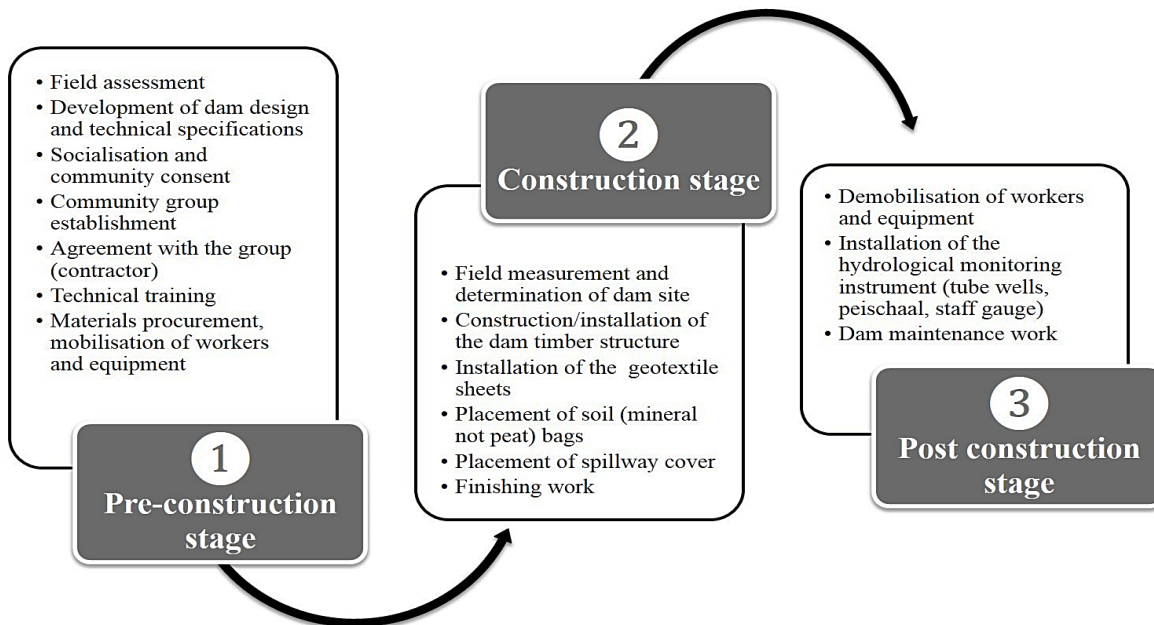 • Field assessment
• Development of dam design
and technical specifications
• Socialisation and
community consent
• Community group
establishment
• Agreement with the group
(contractor)
• Technical training
• Materials procurement,
mobilisation of workers
and equipment
1
Pre-construction
stage
2
Construction stage
• Field measurement and
determination of dam site
• Construction/installation of
the dam timber structure
• Installation of the geotextile
sheets
• Placement of soil (mineral
not peat) bags
• Placement of spillway cover
• Finishing work
• Demobilisation of workers
and equipment
• Installation of the
hydrological monitoring
instrument (tube wells,
peischaal, staff gauge)
• Dam maintenance work
3
Post construction
stage